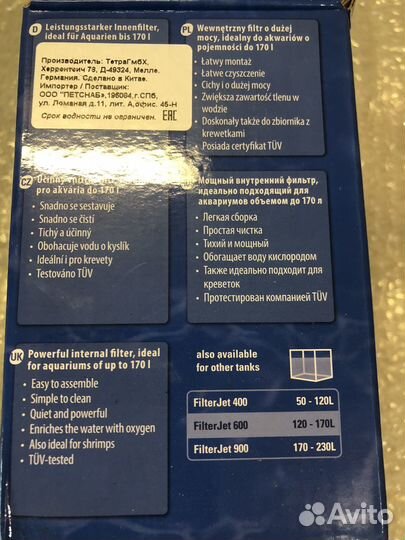 D Leistungsstarker Innenfilter,
ideal für Aquarien bis 170 l
Производитель: ТетраГмбХ,
Херрентеич 78, Д-49324, Мелле,
Германия. Сделано в Китае.
Импортер / Поставщик:
ООО "ПЕТСНАБ»,196084,г.СПб,
ул. Ломаная д.11, лит. А,офис. 45-Н
Срок годности на ограничен. EAC
PL Wewnętrzny filtr o dużej
mocy, idealny do akwariów o
pojemności do 170 l
• Łatwy montaż
• Łatwe czyszczenie
• Cichy i o dużej mocy
• Zwiększa zawartość tlenu w
wodzie
• Doskonały także do zbiornika z
krewetkami
• Posiada certyfikat TÜV
CZ Účinný
pro akvária do 170 l
• Snadno se sestavuje
• Snadno se čistí
• Tichý a účinný
• Obohacuje vodu o kyslík
• Ideální i pro krevety
• Testováno TÜV
Мощный внутренний фильтр,
идеально подходящий для
аквариумов объемом до 170 л
• Легкая сборка
• Простая чистка
• Тихий и мощный
• Обогащает воду кислородом
• Также идеально подходит для
креветок
• Протестирован компанией TÜV
UK Powerful internal filter, ideal
for aquariums of up to 170 l
• Easy to assemble
• Simple to clean
• Quiet and powerful
• Enriches the water with oxygen
• Also ideal for shrimps
• TÜV-tested
also available
for other tanks
FilterJet 400 50 - 120L
FilterJet 600 120 - 170L
FilterJet 900 170 - 230L
Avito